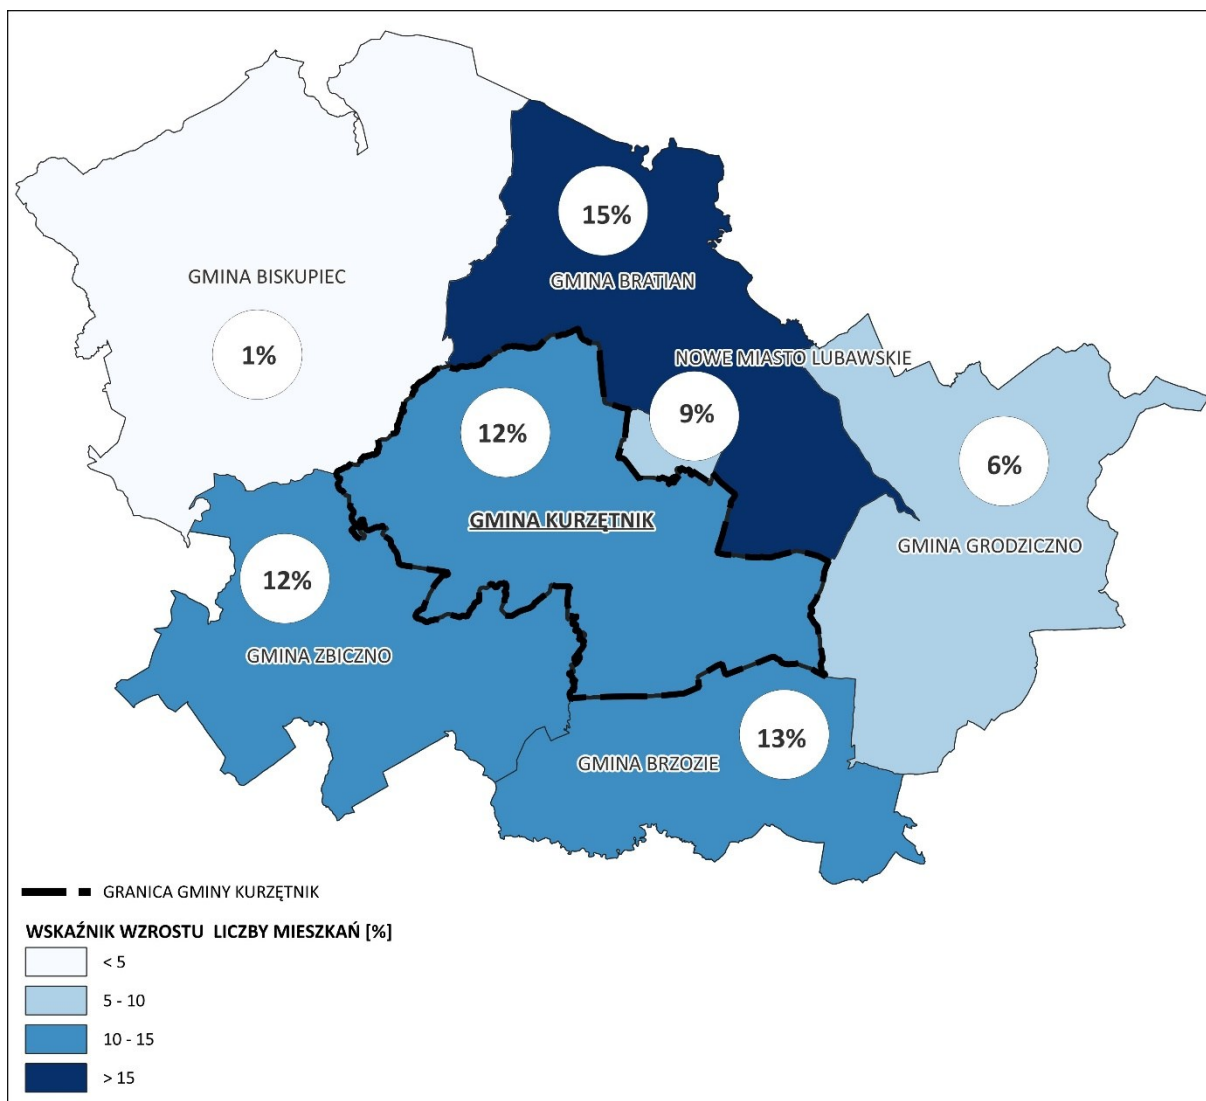 15%
GMINA BISKUPIEC
GMINA BRATIAN
1%
NOWE MIASTO LUBAWSKIE
12%
9%
6%
GMINA KURZĘTNIK
GMINA GRODZICZNO
12%
GMINA ZBICZNO
13%
GMINA BRZOZIE
GRANICA GMINY KURZĘTNIK
WSKAŹNIK WZROSTU LICZBY MIESZKAŃ [%]
< 5
5 - 10
10 - 15
> 15